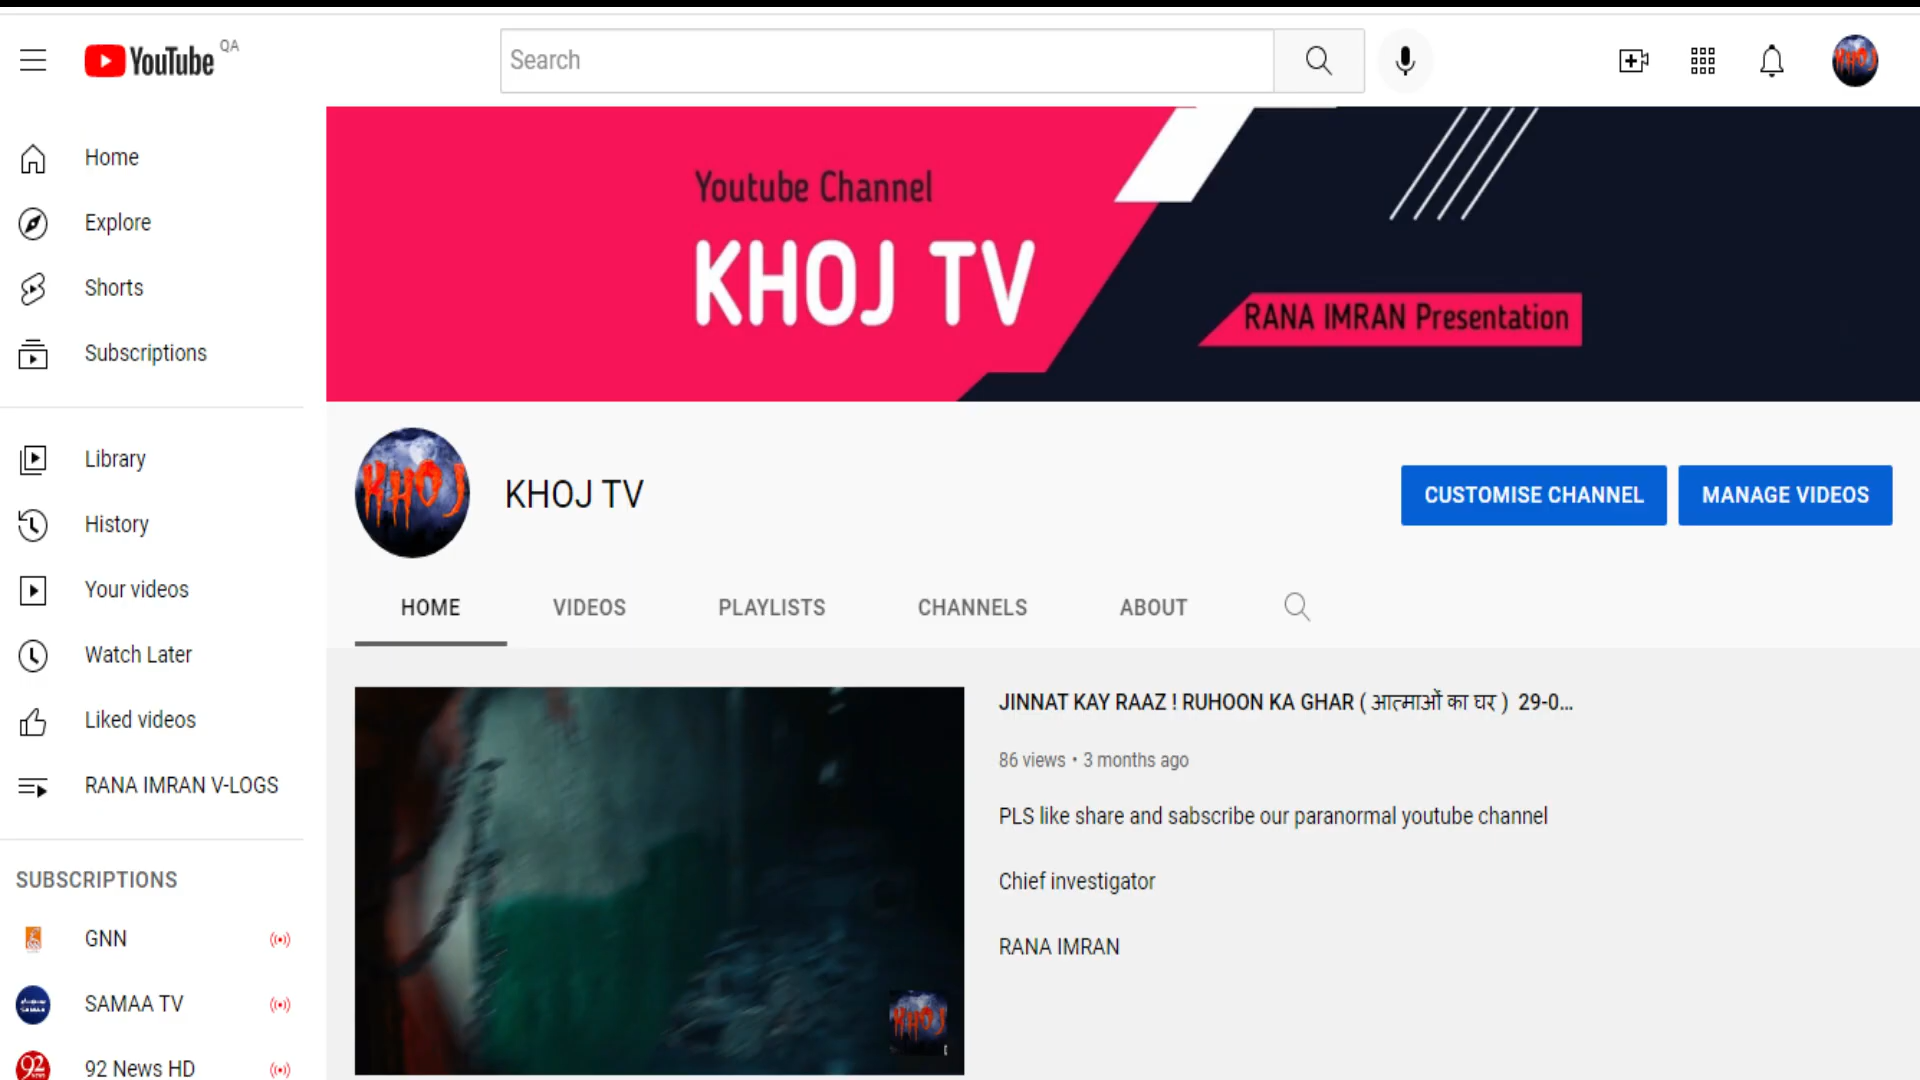 YouTube QA
Search
Home
Explore
Shorts
Subscriptions
Library
History
Your videos
Watch Later
Liked videos
RANA IMRAN V-LOGS
SUBSCRIPTIONS
GNN
SAMAA TV
92 News HD
Youtube Channel
KHOJ TV
RANA IMRAN Presentation
KHOJ
KHOJ TV
CUSTOMISE CHANNEL
MANAGE VIDEOS
HOME VIDEOS PLAYLISTS CHANNELS ABOUT
JINNAT KAY RAAZ ! RUHOON KA GHAR ( आत्माओं का घर ) 29-0...
86 views • 3 months ago
PLS like share and sabscribe our paranormal youtube channel
Chief investigator
RANA IMRAN
KHOJ